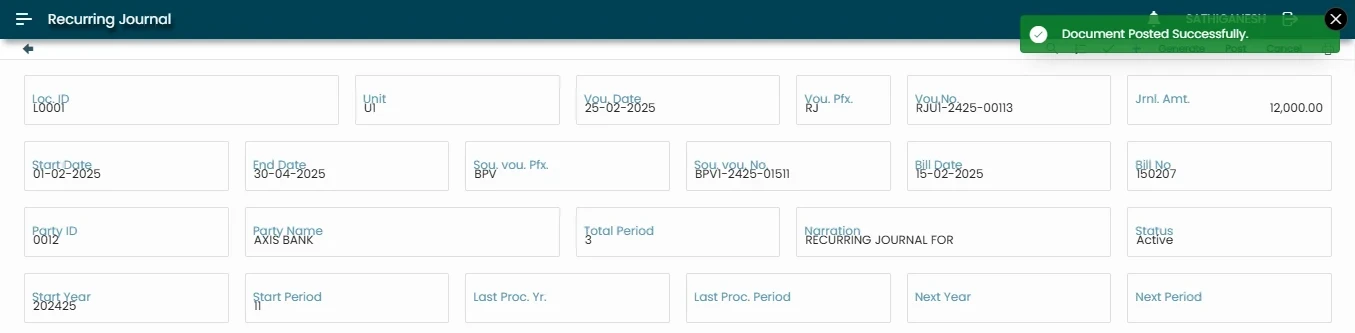 Recurring Journal
SATHIGANESH
Document Posted Successfully.
Generate Post Cancel
Loc. ID Unit Vou. Date Vou. Pfx. Vou.No. Jrnl. Amt.
L0001 U1 25-02-2025 RJ RJU1-2425-00113 12,000.00
Start Date End Date Sou. vou. Pfx. Sou. vou. No. Bill Date Bill No
01-02-2025 30-04-2025 BPV BPV1-2425-01511 15-02-2025 150207
Party ID Party Name Total Period Narration Status
0012 AXIS BANK 3 RECURRING JOURNAL FOR Active
Start Year Start Period Last Proc. Yr. Last Proc. Period Next Year Next Period
202425 11